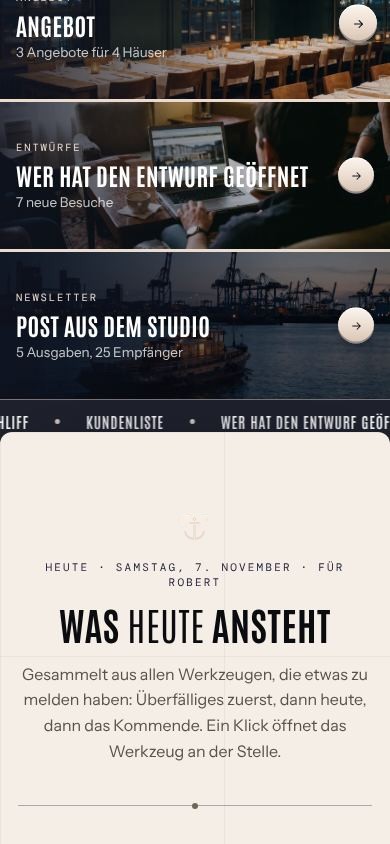 ANGEBOT
3 Angebote für 4 Häuser
ENTWÜRFE
WER HAT DEN ENTWURF GEÖFFNET
7 neue Besuche
NEWSLETTER
POST AUS DEM STUDIO
5 Ausgaben, 25 Empfänger
HLIFF • KUNDENLISTE • WER HAT DEN ENTWURF GEÖF
HEUTE · SAMSTAG, 7. NOVEMBER · FÜR
ROBERT
WAS HEUTE ANSTEHT
Gesammelt aus allen Werkzeugen, die etwas zu
melden haben: Überfälliges zuerst, dann heute,
dann das Kommende. Ein Klick öffnet das
Werkzeug an der Stelle.